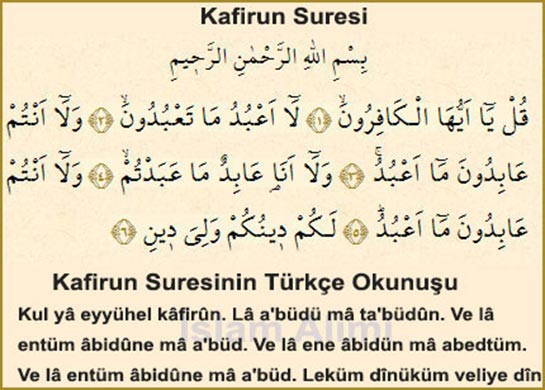 Kafirun Suresi
بِسْمِ اللهِ الرَّحْمٰنِ الرَّح۪يمِ
قُلْ يَٓا اَيُّهَا الْكَافِرُونَۙ ﴿١﴾ لَٓا اَعْبُدُ مَا تَعْبُدُونَۙ ﴿٢﴾ وَلَٓا اَنْتُمْ
عَابِدُونَ مَٓا اَعْبُدُۚ ﴿٣﴾ وَلَٓا اَنَا۬ عَابِدٌ مَا عَبَدْتُمْۙ ﴿٤﴾ وَلَٓا اَنْتُمْ
عَابِدُونَ مَٓا اَعْبُدُۜ ﴿٥﴾ لَكُمْ د۪ينُكُمْ وَلِيَ د۪ينِ ﴿٦﴾
Kafirun Suresinin Türkçe Okunuşu
Kul yâ eyyühel kâfirûn. Lâ a'büdü mâ ta'büdûn. Ve lâ
Islam Alimi
entüm âbidûne mâ a'büd. Ve lâ ene âbidün mâ abedtüm.
Ve lâ entüm âbidûne mâ a'büd. Leküm dînüküm veliye dîn